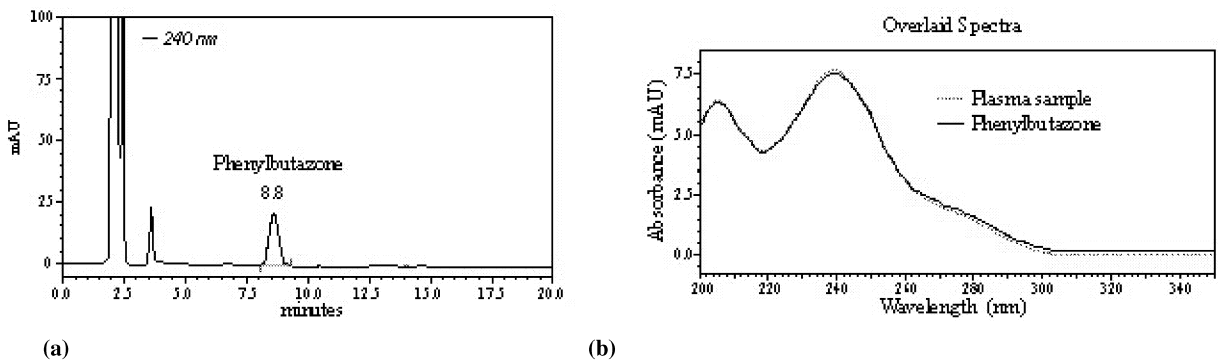 100
75
50
25
0
mAU
— 240 nm
Phenylbutazone
8.8
0.0 2.5 5.0 7.5 10.0 12.5 15.0 17.5 20.0
minutes
(a)
Overlaid Spectra
7.5
5.0
2.5
0.0
Absorbance (mAU)
Plasma sample
Phenylbutazone
200 220 240 260 280 300 320 340
Wavelength (nm)
(b)